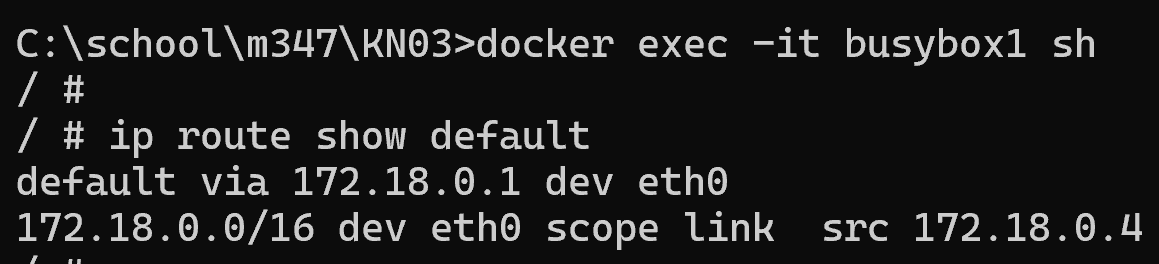 C:\school\m347\KN03>docker exec -it busybox1 sh
/ #
/ # ip route show default
default via 172.18.0.1 dev eth0
172.18.0.0/16 dev eth0 scope link  src 172.18.0.4
/ #